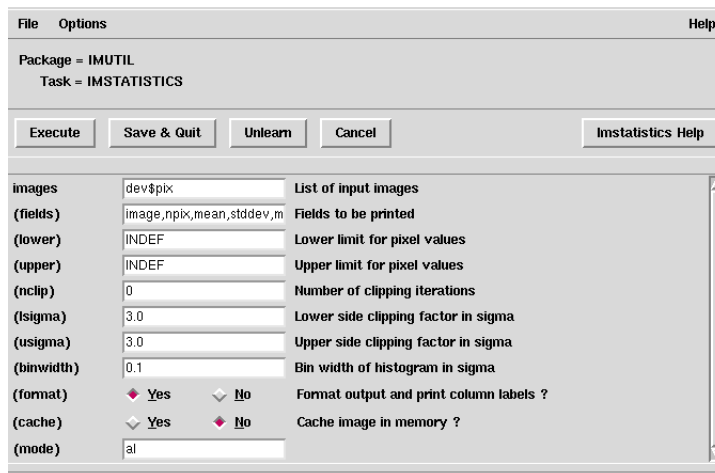 File Options Help
Package = IMUTIL
Task = IMSTATISTICS
Execute Save & Quit Unlearn Cancel Imstatistics Help
images dev$pix List of input images
(fields) image,npix,mean,stddev,m Fields to be printed
(lower) INDEF Lower limit for pixel values
(upper) INDEF Upper limit for pixel values
(nclip) 0 Number of clipping iterations
(lsigma) 3.0 Lower side clipping factor in sigma
(usigma) 3.0 Upper side clipping factor in sigma
(binwidth) 0.1 Bin width of histogram in sigma
(format) Yes No Format output and print column labels ?
(cache) Yes No Cache image in memory ?
(mode) al